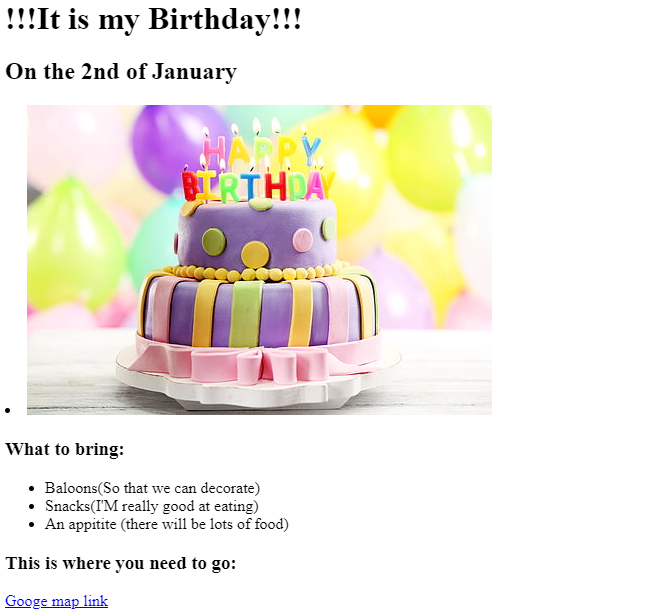 !!!It is my Birthday!!!
On the 2nd of January
HAPPY
BIRTHDAY
What to bring:
Baloons(So that we can decorate)
Snacks(I'M really good at eating)
An appitite (there will be lots of food)
This is where you need to go:
Googe map link